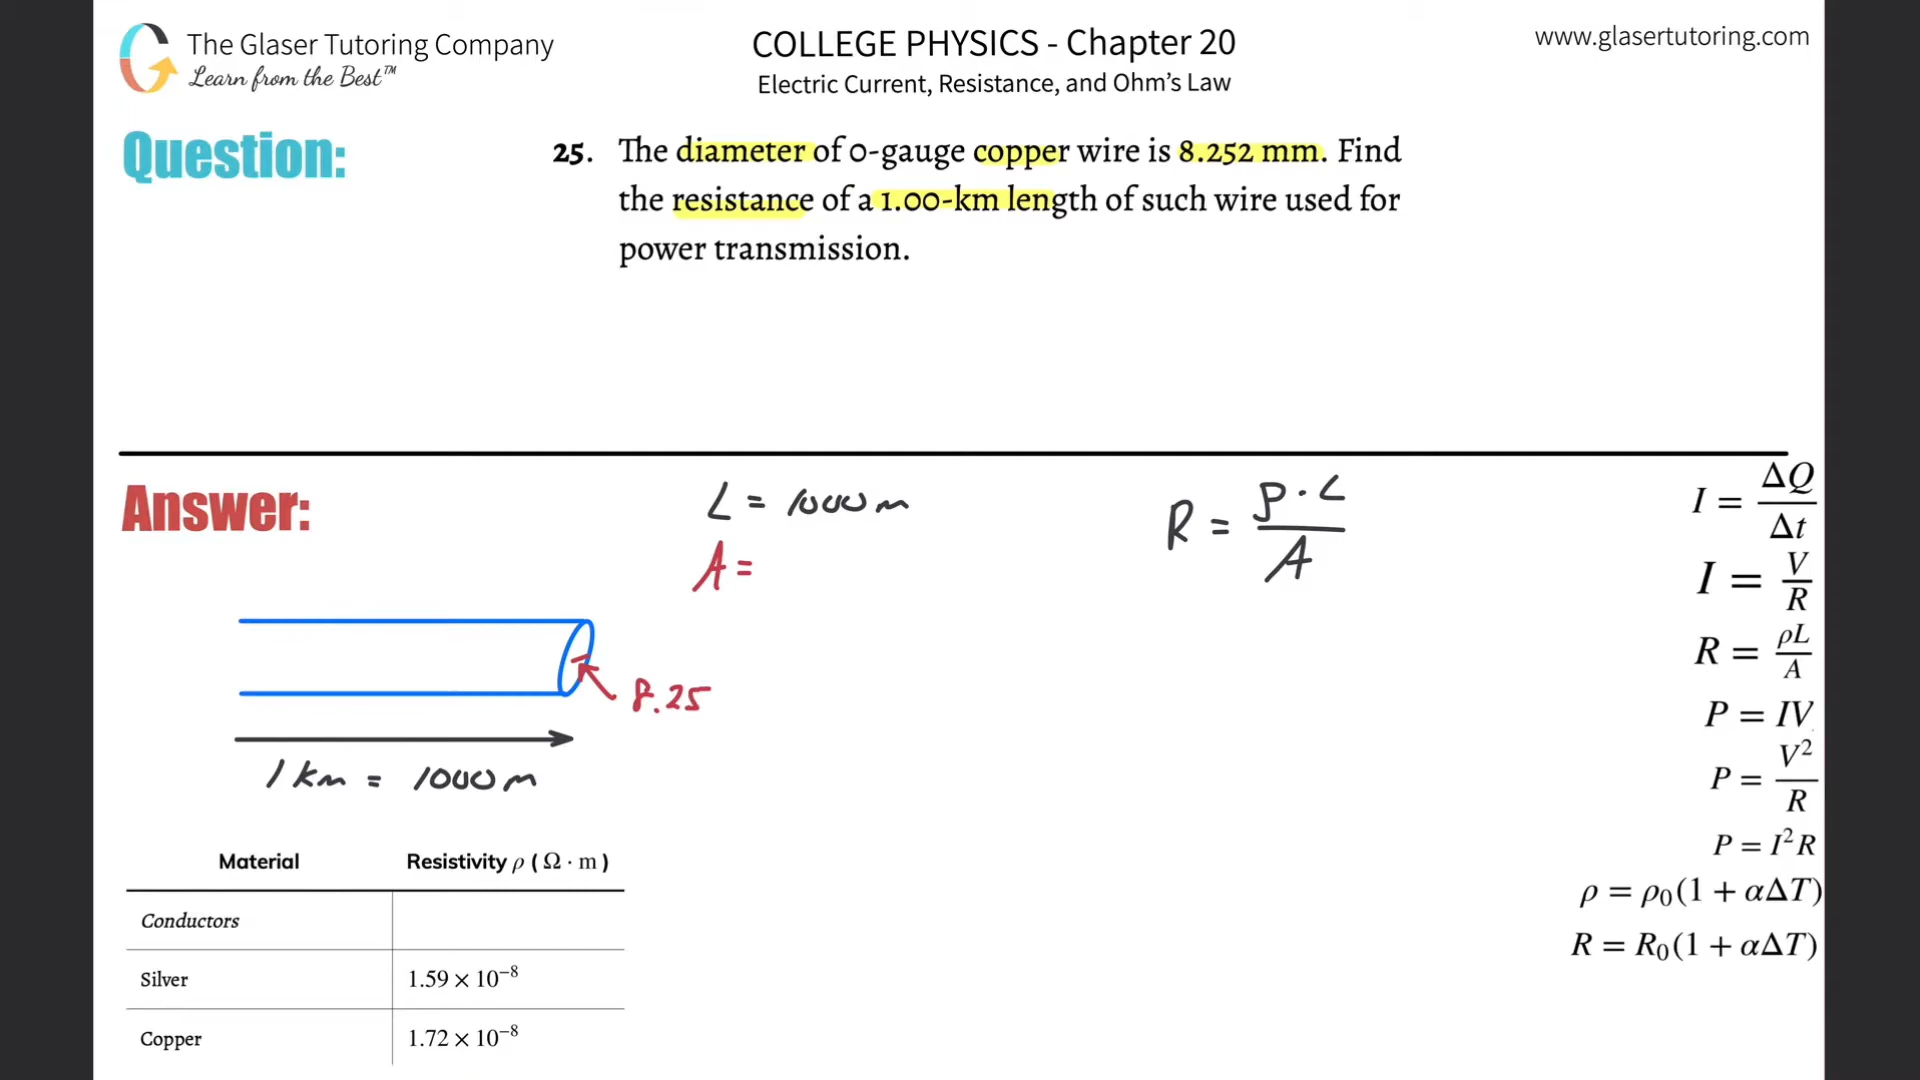 The Glaser Tutoring Company
Learn from the Best™
COLLEGE PHYSICS - Chapter 20
Electric Current, Resistance, and Ohm's Law
www.glasertutoring.com
Question:
25. The diameter of 0-gauge copper wire is 8.252 mm. Find
the resistance of a 1.00-km length of such wire used for
power transmission.
Answer:
L = 1000 m
A =
8.25
1 km = 1000 m
R = ρ · L / A
Material Resistivity ρ ( Ω · m )
Conductors
Silver 1.59 × 10⁻⁸
Copper 1.72 × 10⁻⁸
I = ΔQ / Δt
I = V / R
R = ρL / A
P = IV
P = V² / R
P = I²R
ρ = ρ₀(1 + αΔT)
R = R₀(1 + αΔT)